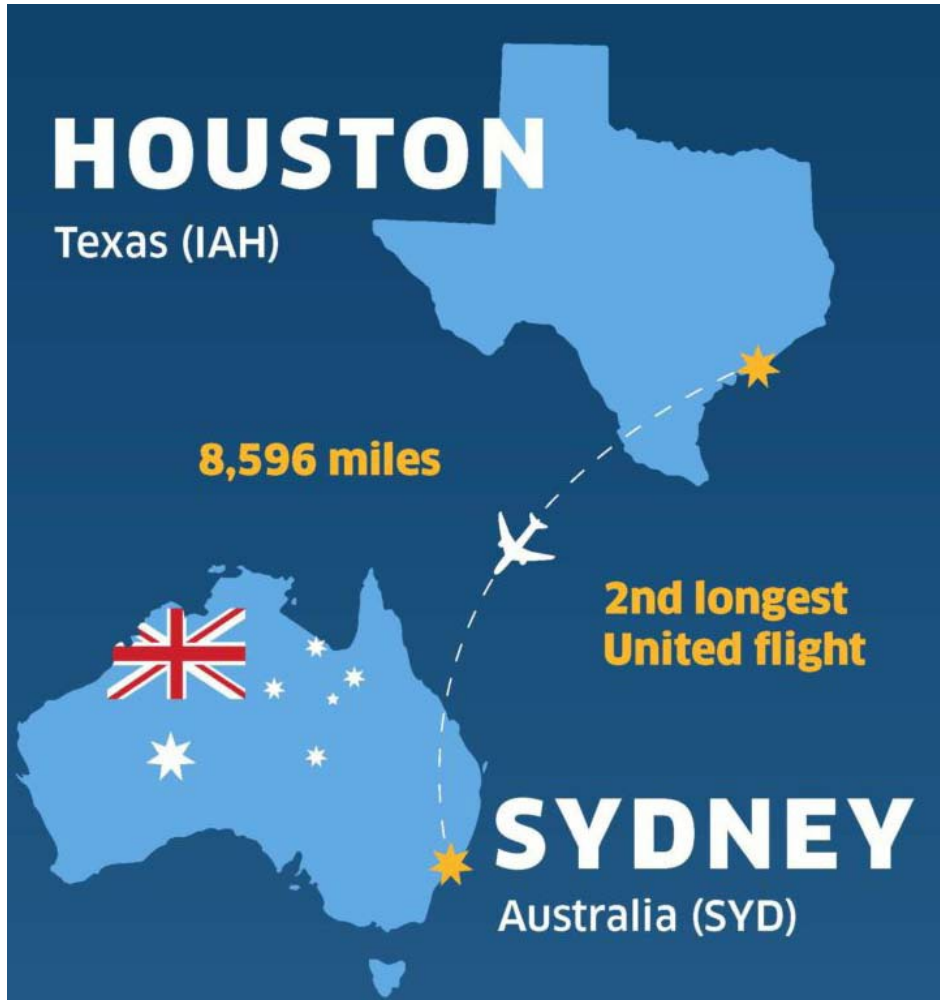 HOUSTON
Texas (IAH)
8,596 miles
2nd longest
United flight
SYDNEY
Australia (SYD)